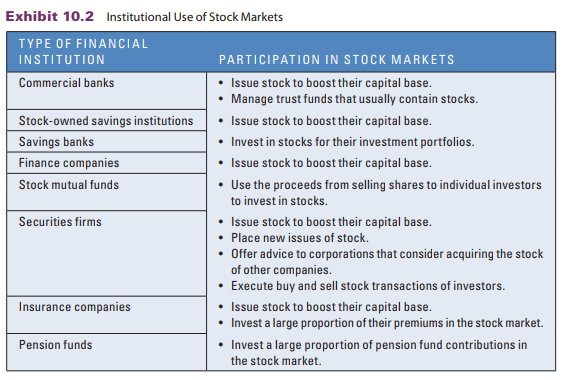 Exhibit 10.2 Institutional Use of Stock Markets
TYPE OF FINANCIAL
INSTITUTION
PARTICIPATION IN STOCK MARKETS
Commercial banks
• Issue stock to boost their capital base.
• Manage trust funds that usually contain stocks.
Stock-owned savings institutions
• Issue stock to boost their capital base.
Savings banks
• Invest in stocks for their investment portfolios.
Finance companies
• Issue stock to boost their capital base.
Stock mutual funds
• Use the proceeds from selling shares to individual investors
to invest in stocks.
Securities firms
• Issue stock to boost their capital base.
• Place new issues of stock.
• Offer advice to corporations that consider acquiring the stock
of other companies.
• Execute buy and sell stock transactions of investors.
Insurance companies
• Issue stock to boost their capital base.
• Invest a large proportion of their premiums in the stock market.
Pension funds
• Invest a large proportion of pension fund contributions in
the stock market.